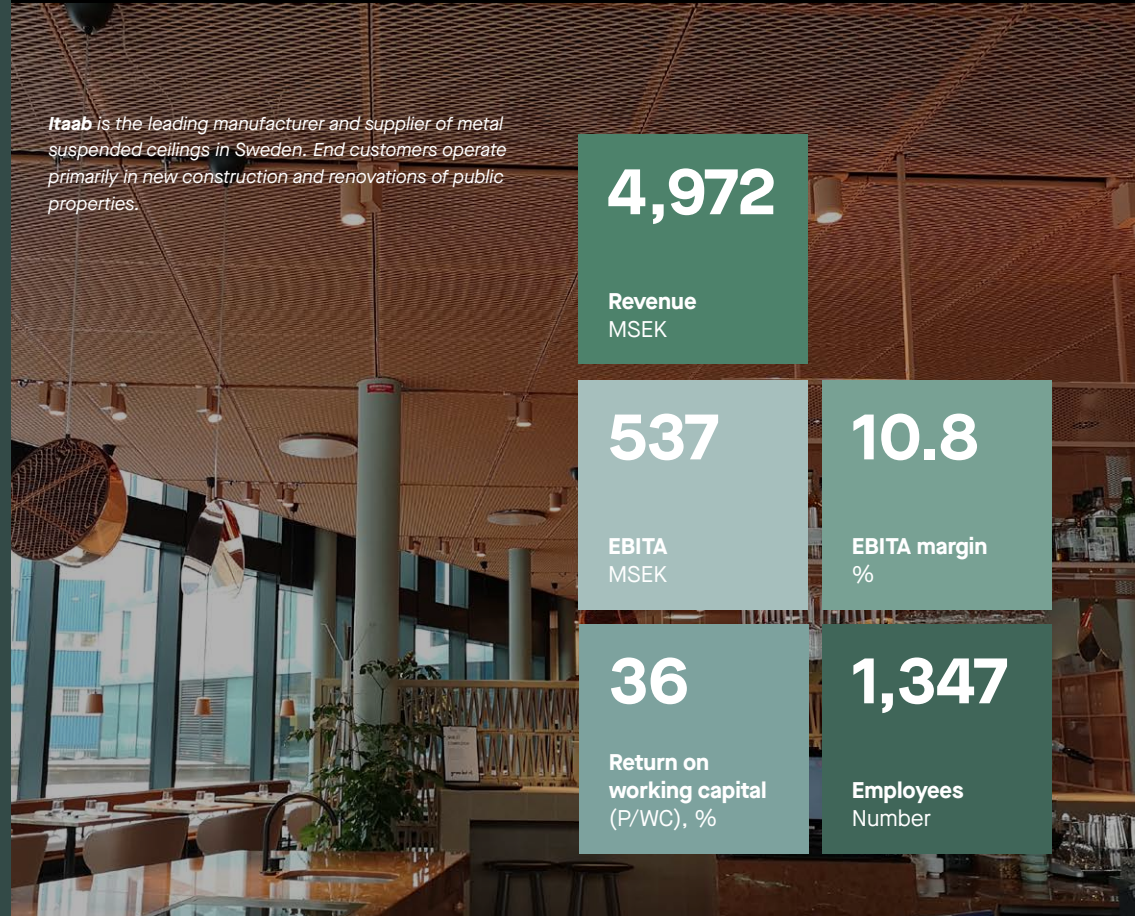 Itaab is the leading manufacturer and supplier of metal
suspended ceilings in Sweden. End customers operate
primarily in new construction and renovations of public
properties.
4,972
Revenue
MSEK
537
EBITA
MSEK
10.8
EBITA margin
%
36
Return on
working capital
(P/WC), %
1,347
Employees
Number